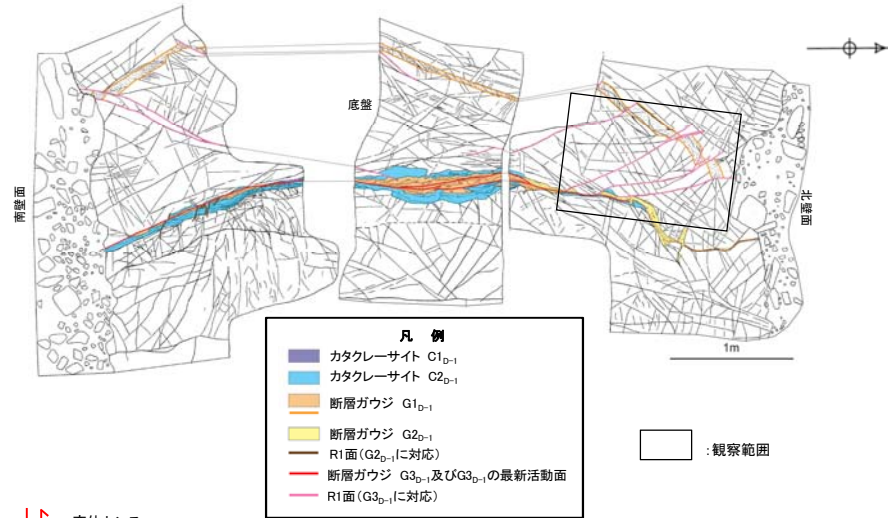 底盤
南壁面
北壁面
1m
凡 例
カタクレーサイト C1D-1
カタクレーサイト C2D-1
断層ガウジ G1D-1
断層ガウジ G2D-1
R1面(G2D-1に対応)
断層ガウジ G3D-1及びG3D-1の最新活動面
R1面(G3D-1に対応)
:観察範囲